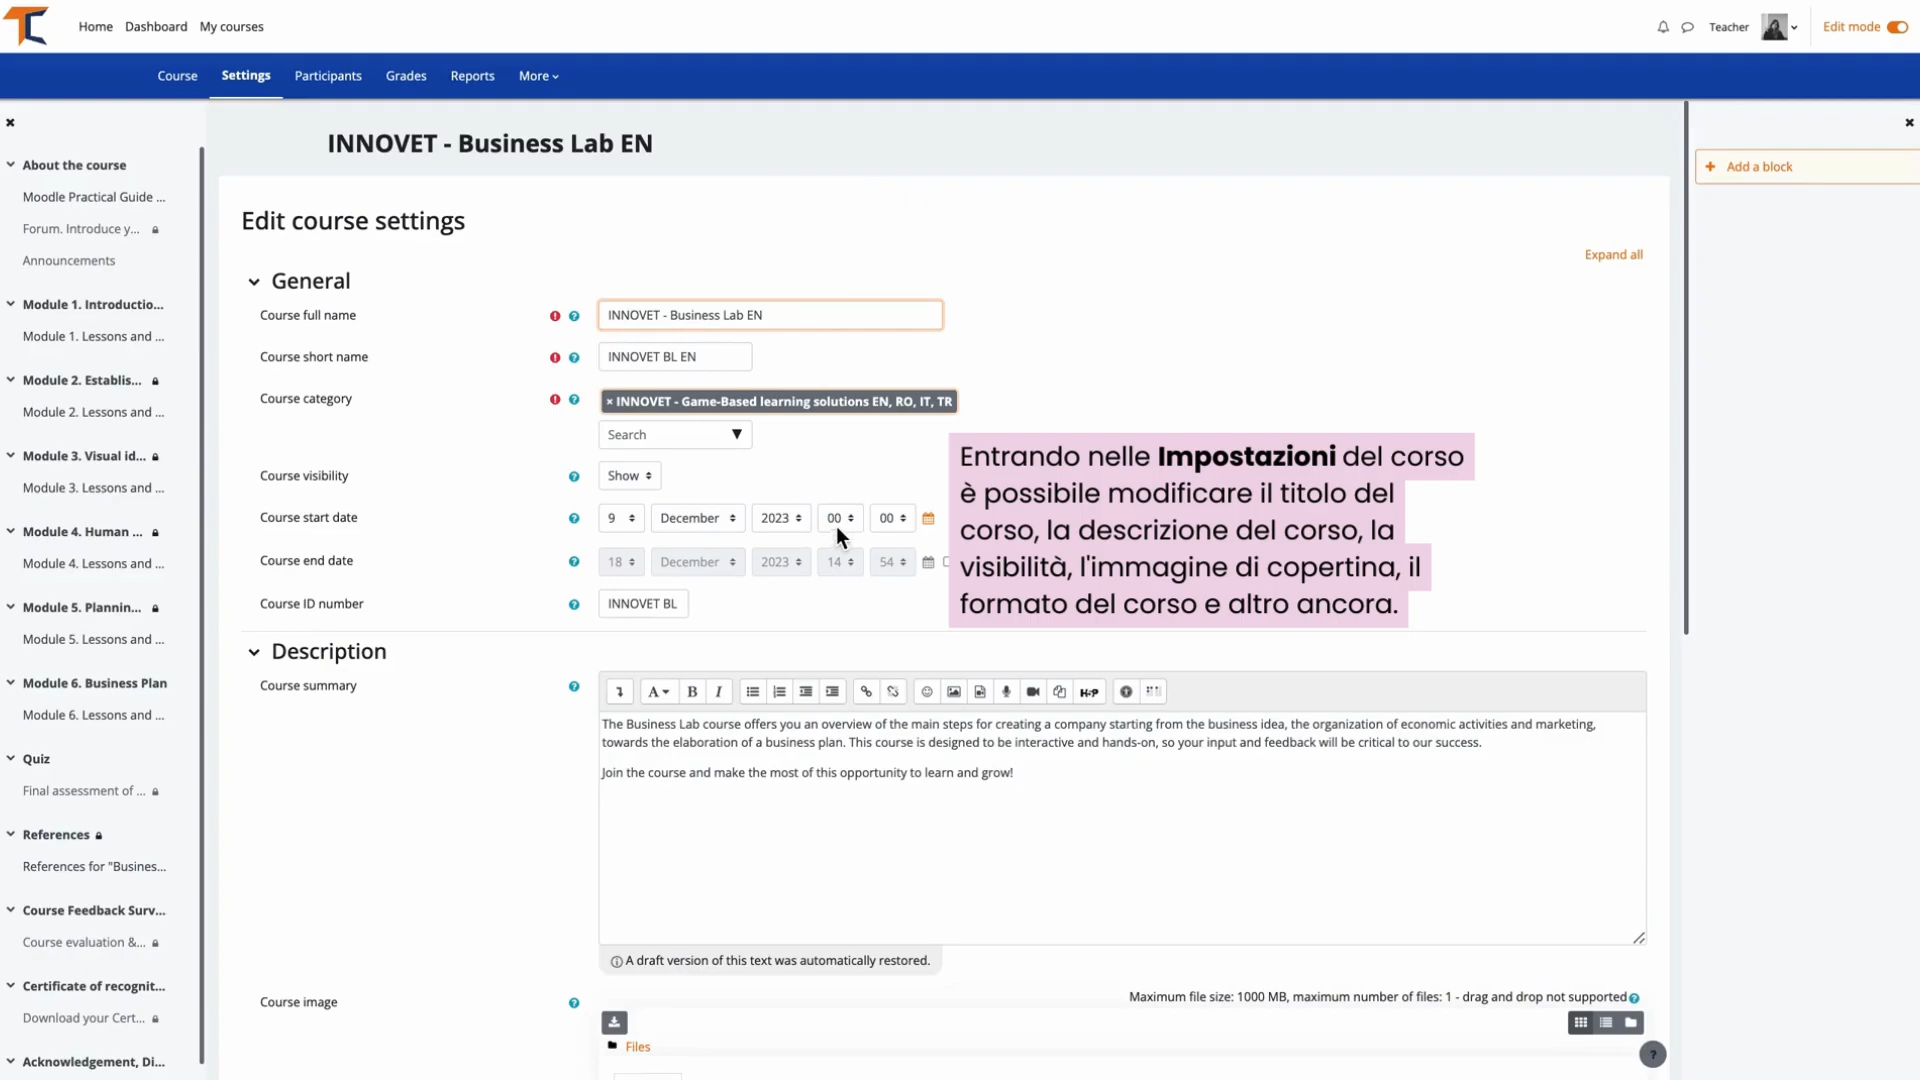 Home Dashboard My courses
Teacher
Edit mode
Course Settings Participants Grades Reports More
About the course
Moodle Practical Guide ...
Forum. Introduce y...
Announcements
Module 1. Introductio...
Module 1. Lessons and ...
Module 2. Establis...
Module 2. Lessons and ...
Module 3. Visual id...
Module 3. Lessons and ...
Module 4. Human ...
Module 4. Lessons and ...
Module 5. Plannin...
Module 5. Lessons and ...
Module 6. Business Plan
Module 6. Lessons and ...
Quiz
Final assessment of ...
References
References for "Busines...
Course Feedback Surv...
Course evaluation &...
Certificate of recognit...
Download your Cert...
Acknowledgement, Di...
INNOVET - Business Lab EN
Edit course settings
Expand all
General
Course full name
INNOVET - Business Lab EN
Course short name
INNOVET BL EN
Course category
× INNOVET - Game-Based learning solutions EN, RO, IT, TR
Search
Course visibility
Show
Course start date
9 December 2023 00 00
Course end date
18 December 2023 14 54
Course ID number
INNOVET BL
Entrando nelle Impostazioni del corso
è possibile modificare il titolo del
corso, la descrizione del corso, la
visibilità, l'immagine di copertina, il
formato del corso e altro ancora.
Description
Course summary
A B I H-P
The Business Lab course offers you an overview of the main steps for creating a company starting from the business idea, the organization of economic activities and marketing,
towards the elaboration of a business plan. This course is designed to be interactive and hands-on, so your input and feedback will be critical to our success.
Join the course and make the most of this opportunity to learn and grow!
A draft version of this text was automatically restored.
Course image
Maximum file size: 1000 MB, maximum number of files: 1 - drag and drop not supported
Files
?
+ Add a block